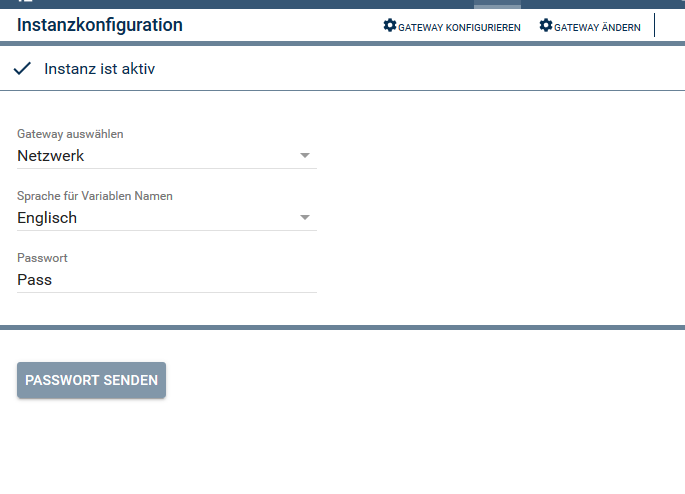 Instanzkonfiguration
GATEWAY KONFIGURIEREN
GATEWAY ÄNDERN
Instanz ist aktiv
Gateway auswählen
Netzwerk
Sprache für Variablen Namen
Englisch
Passwort
Pass
PASSWORT SENDEN